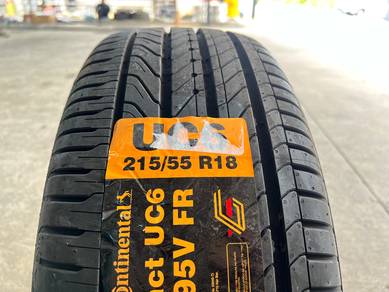 UC6
215/55 R18
Continental
act UC6
95V FR